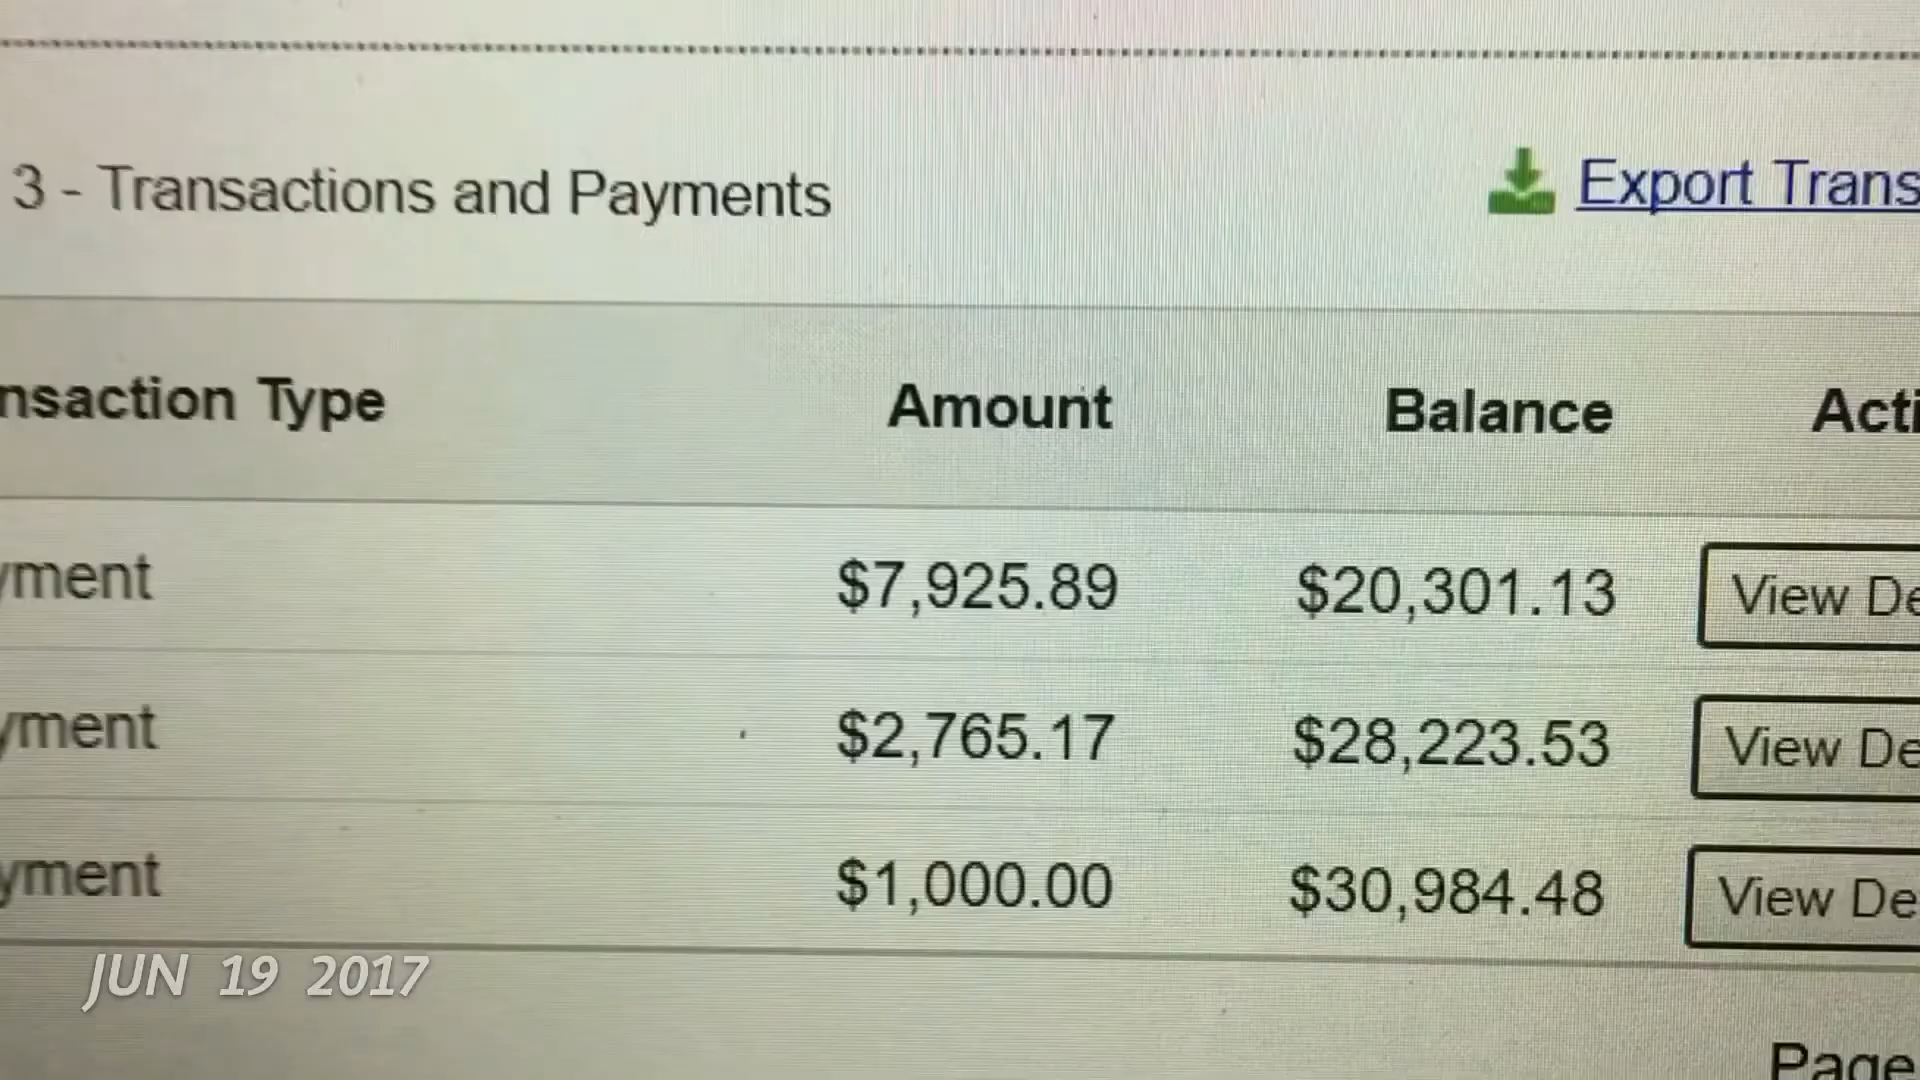 3 - Transactions and Payments
Export Trans
nsaction Type Amount Balance Acti
yment $7,925.89 $20,301.13 View De
yment $2,765.17 $28,223.53 View De
yment $1,000.00 $30,984.48 View De
JUN 19 2017
Page